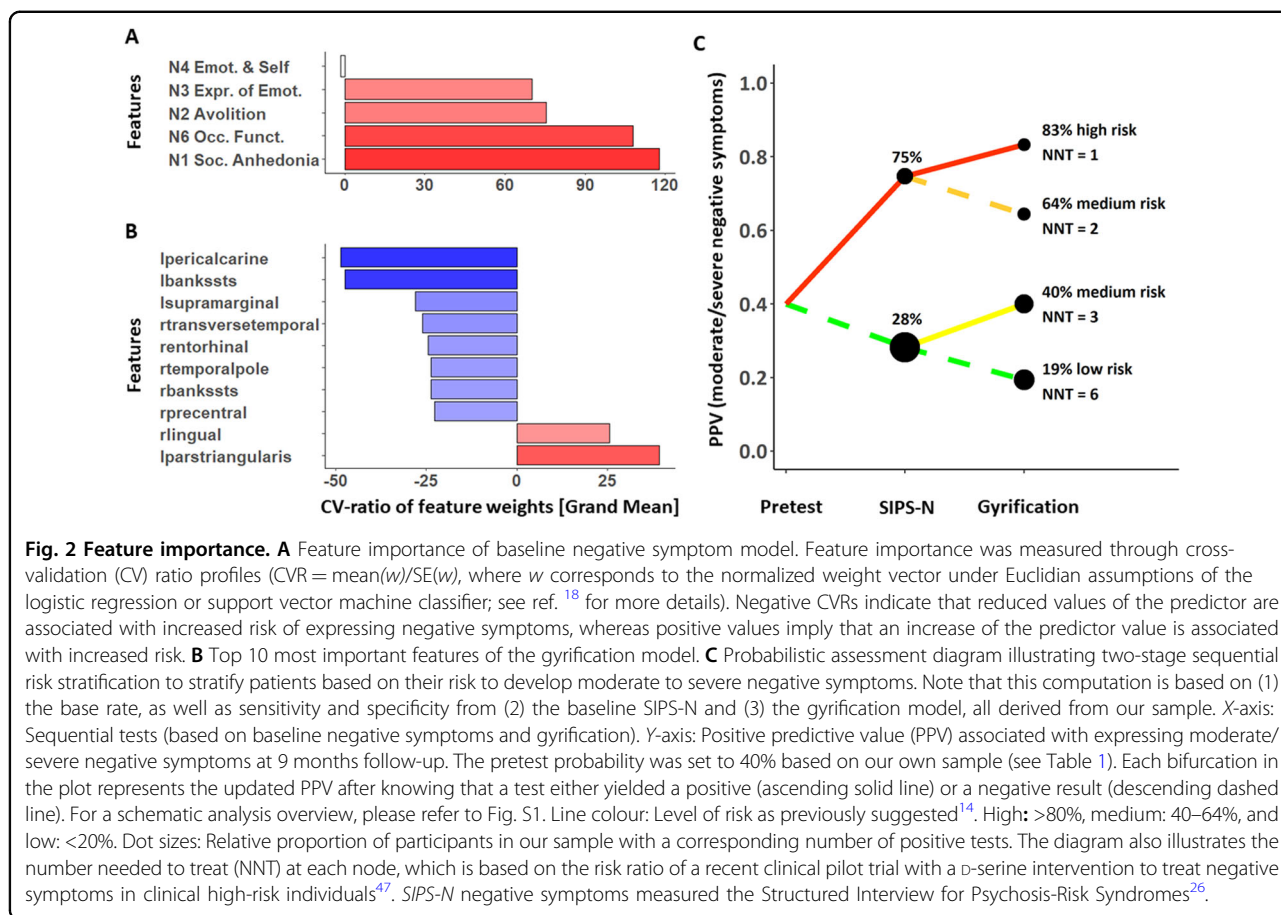 A
Features
N4 Emot. & Self
N3 Expr. of Emot.
N2 Avolition
N6 Occ. Funct.
N1 Soc. Anhedonia
0 30 60 90 120
B
Features
lpericalcarine
lbankssts
lsupramarginal
rtransversetemporal
rentorhinal
rtemporalpole
rbankssts
rprecentral
rlingual
lparstriangularis
-50 -25 0 25
CV-ratio of feature weights [Grand Mean]
C
PPV (moderate/severe negative symptoms)
1.0
0.8
0.6
0.4
0.2
0.0
75%
28%
83% high risk
NNT = 1
64% medium risk
NNT = 2
40% medium risk
NNT = 3
19% low risk
NNT = 6
Pretest SIPS-N Gyrification
Fig. 2 Feature importance. A Feature importance of baseline negative symptom model. Feature importance was measured through cross-
validation (CV) ratio profiles (CVR = mean(w)/SE(w), where w corresponds to the normalized weight vector under Euclidian assumptions of the
logistic regression or support vector machine classifier; see ref. 18 for more details). Negative CVRs indicate that reduced values of the predictor are
associated with increased risk of expressing negative symptoms, whereas positive values imply that an increase of the predictor value is associated
with increased risk. B Top 10 most important features of the gyrification model. C Probabilistic assessment diagram illustrating two-stage sequential
risk stratification to stratify patients based on their risk to develop moderate to severe negative symptoms. Note that this computation is based on (1)
the base rate, as well as sensitivity and specificity from (2) the baseline SIPS-N and (3) the gyrification model, all derived from our sample. X-axis:
Sequential tests (based on baseline negative symptoms and gyrification). Y-axis: Positive predictive value (PPV) associated with expressing moderate/
severe negative symptoms at 9 months follow-up. The pretest probability was set to 40% based on our own sample (see Table 1). Each bifurcation in
the plot represents the updated PPV after knowing that a test either yielded a positive (ascending solid line) or a negative result (descending dashed
line). For a schematic analysis overview, please refer to Fig. S1. Line colour: Level of risk as previously suggested14. High: >80%, medium: 40–64%, and
low: <20%. Dot sizes: Relative proportion of participants in our sample with a corresponding number of positive tests. The diagram also illustrates the
number needed to treat (NNT) at each node, which is based on the risk ratio of a recent clinical pilot trial with a D-serine intervention to treat negative
symptoms in clinical high-risk individuals47. SIPS-N negative symptoms measured the Structured Interview for Psychosis-Risk Syndromes26.